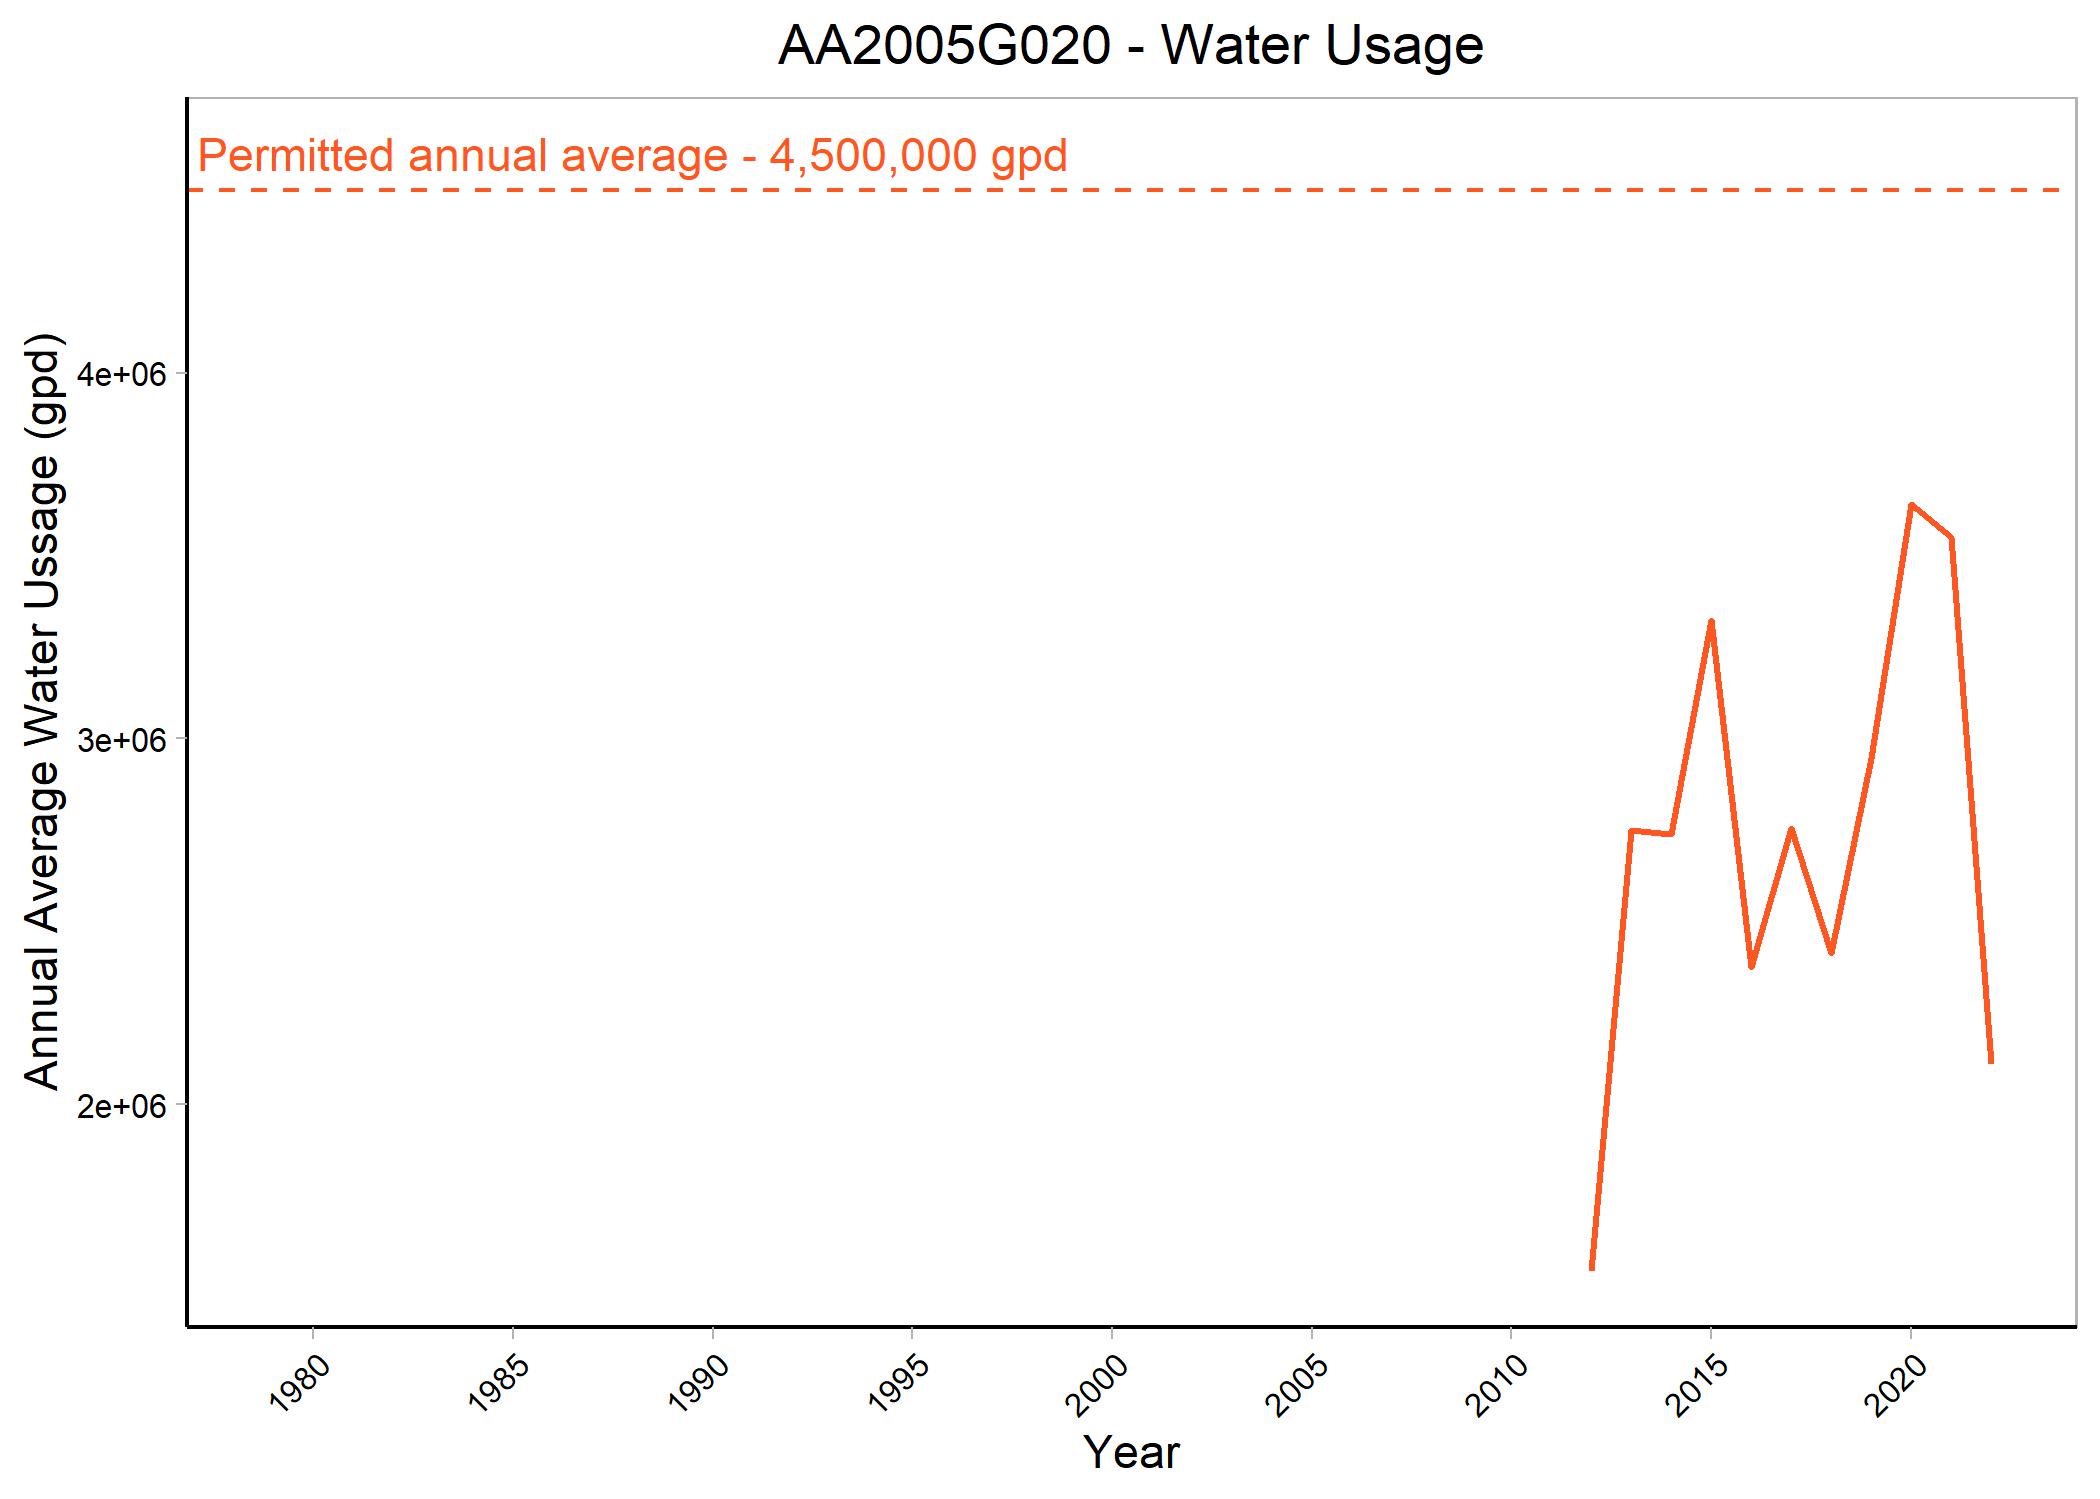 AA2005G020 - Water Usage
Permitted annual average - 4,500,000 gpd
Annual Average Water Ussage (gpd)
4e+06
3e+06
2e+06
1980
1985
1990
1995
2000
2005
2010
2015
2020
Year